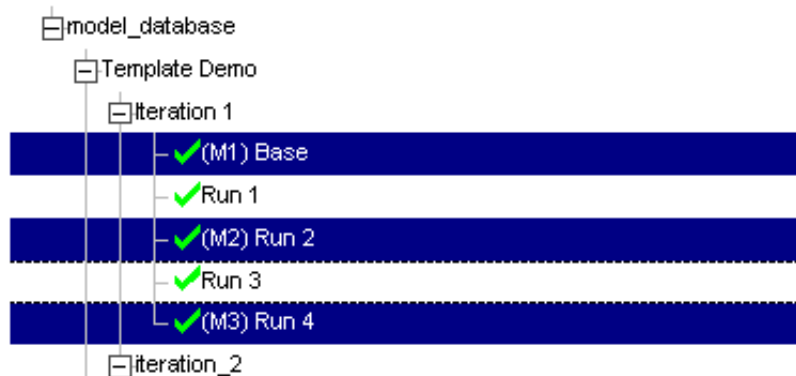 model_database
Template Demo
Iteration 1
(M1) Base
Run 1
(M2) Run 2
Run 3
(M3) Run 4
iteration_2